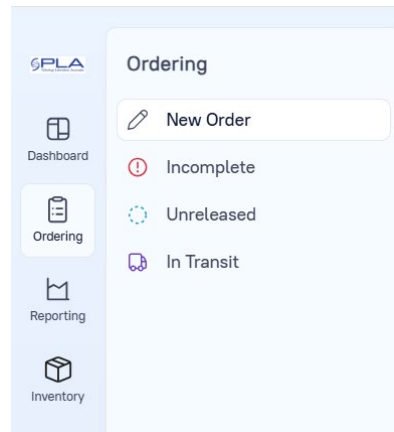 SPLA
Ordering
New Order
Incomplete
Unreleased
In Transit
Dashboard
Ordering
Reporting
Inventory